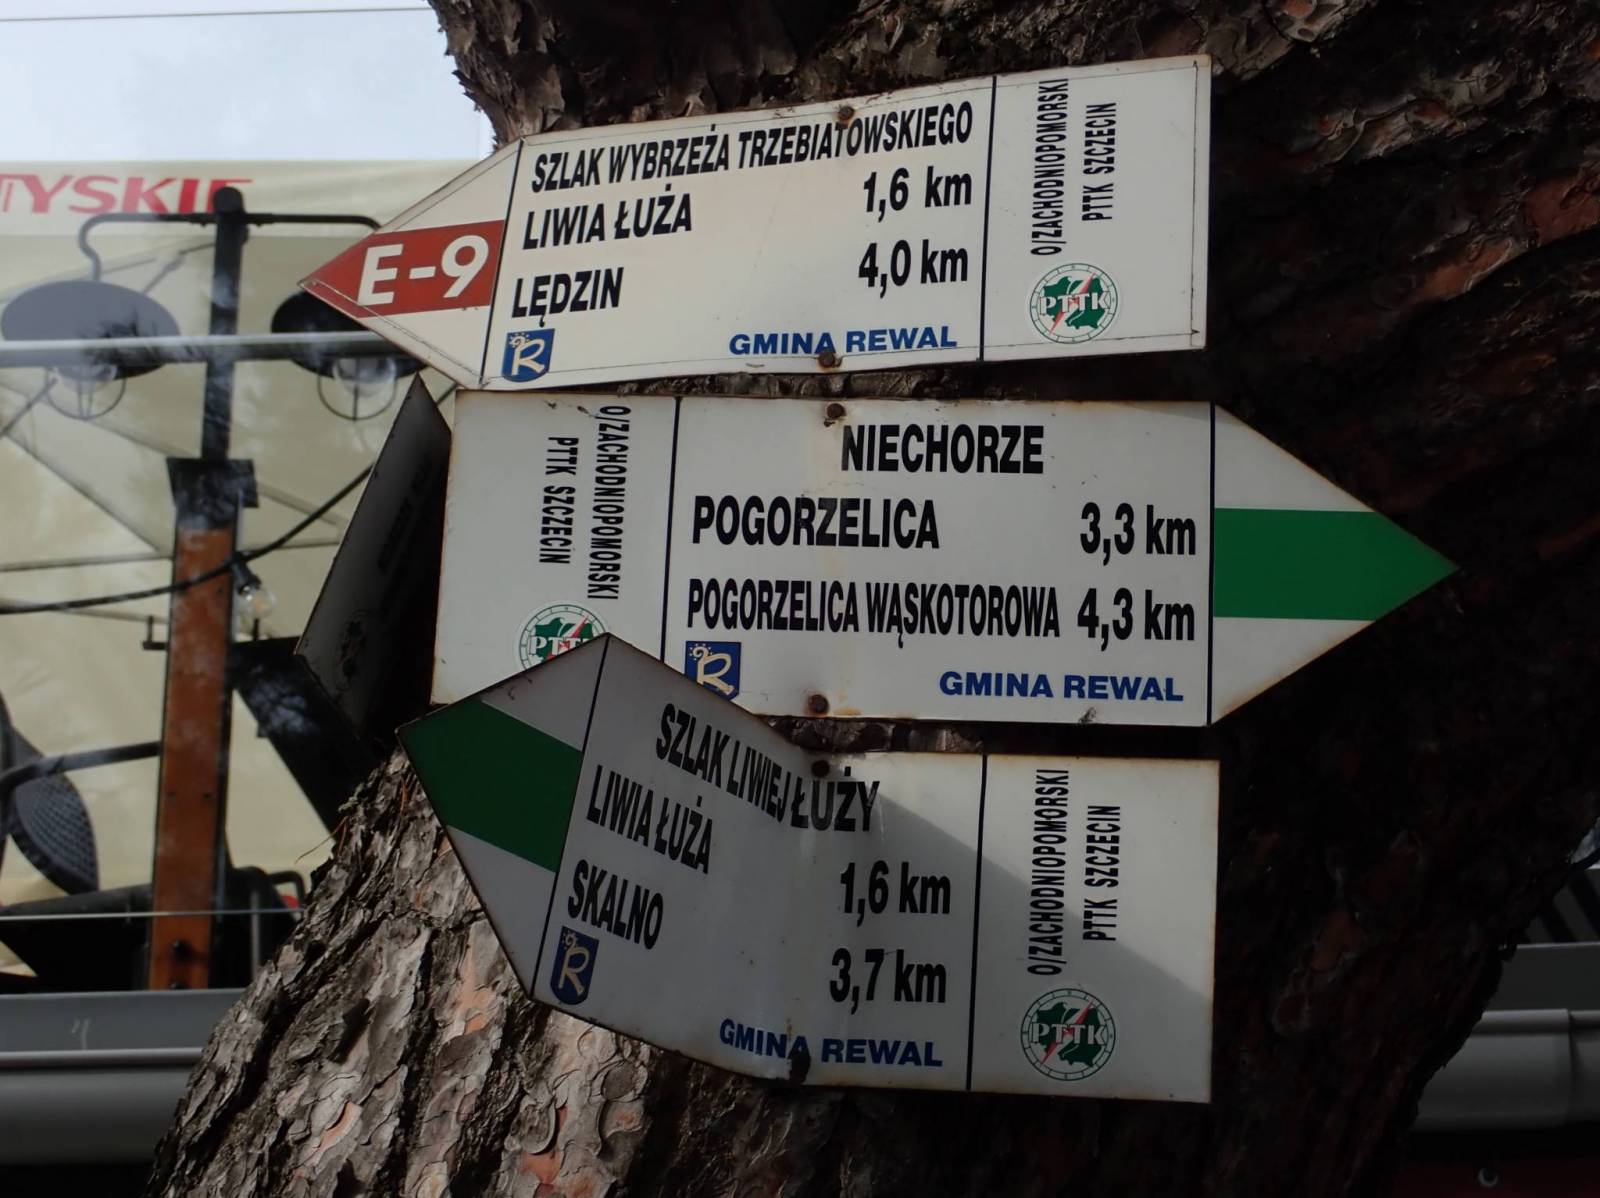 TYSKIE
SZLAK WYBRZEŻA TRZEBIATOWSKIEGO
E-9
LIWIA ŁUŻA 1,6 km
LĘDZIN 4,0 km
R
GMINA REWAL
O/ZACHODNIOPOMORSKI
PTTK SZCZECIN
PTTK
O/ZACHODNIOPOMORSKI
PTTK SZCZECIN
PTTK
NIECHORZE
POGORZELICA 3,3 km
POGORZELICA WĄSKOTOROWA 4,3 km
R
GMINA REWAL
SZLAK LIWIEJ ŁUŻY
LIWIA ŁUŻA 1,6 km
SKALNO 3,7 km
R
GMINA REWAL
O/ZACHODNIOPOMORSKI
PTTK SZCZECIN
PTTK